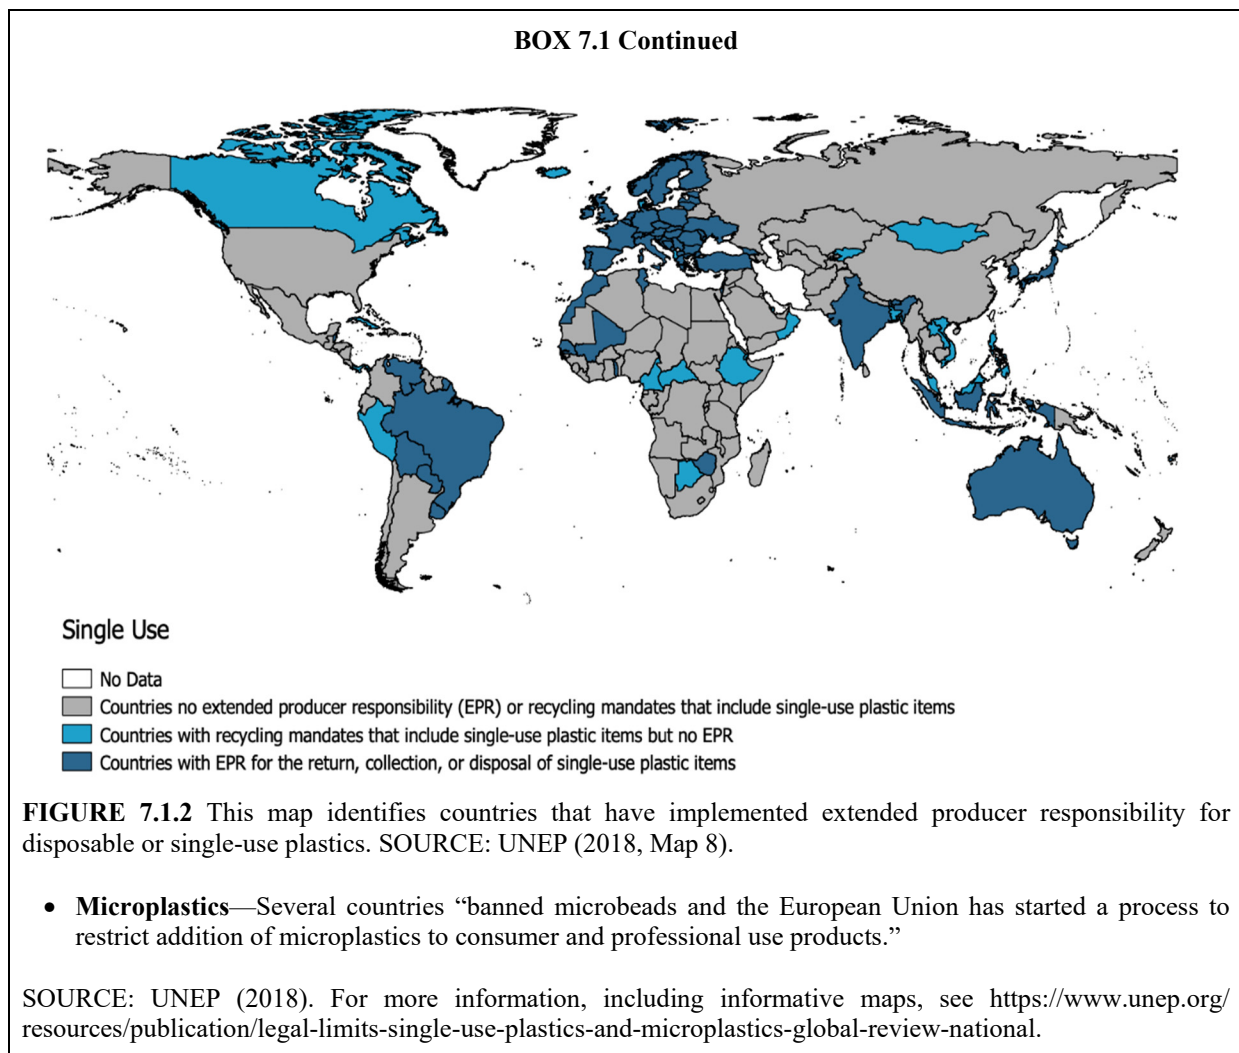 BOX 7.1 Continued
Single Use
No Data
Countries no extended producer responsibility (EPR) or recycling mandates that include single-use plastic items
Countries with recycling mandates that include single-use plastic items but no EPR
Countries with EPR for the return, collection, or disposal of single-use plastic items
FIGURE 7.1.2 This map identifies countries that have implemented extended producer responsibility for
disposable or single-use plastics. SOURCE: UNEP (2018, Map 8).
• Microplastics—Several countries “banned microbeads and the European Union has started a process to
restrict addition of microplastics to consumer and professional use products.”
SOURCE: UNEP (2018). For more information, including informative maps, see https://www.unep.org/
resources/publication/legal-limits-single-use-plastics-and-microplastics-global-review-national.